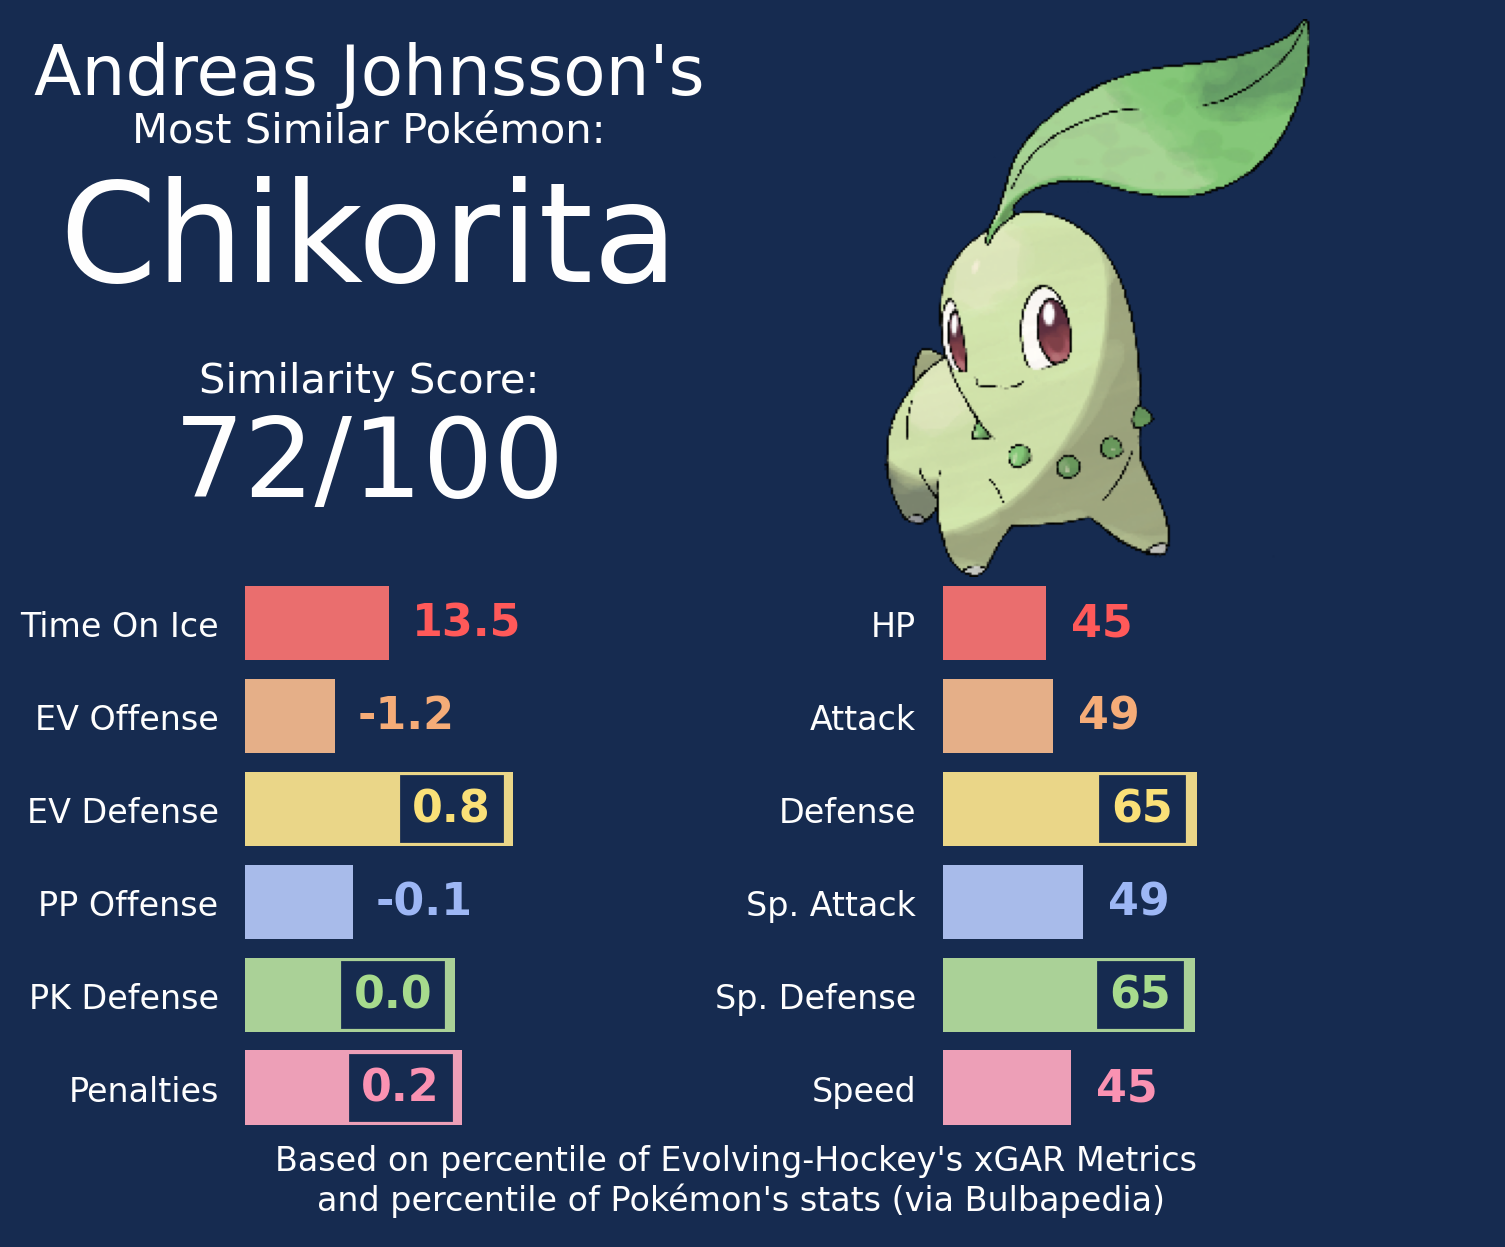 Andreas Johnsson's
Most Similar Pokémon:
Chikorita
Similarity Score:
72/100
Time On Ice 13.5
EV Offense -1.2
EV Defense 0.8
PP Offense -0.1
PK Defense 0.0
Penalties 0.2
HP 45
Attack 49
Defense 65
Sp. Attack 49
Sp. Defense 65
Speed 45
Based on percentile of Evolving-Hockey's xGAR Metrics
and percentile of Pokémon's stats (via Bulbapedia)